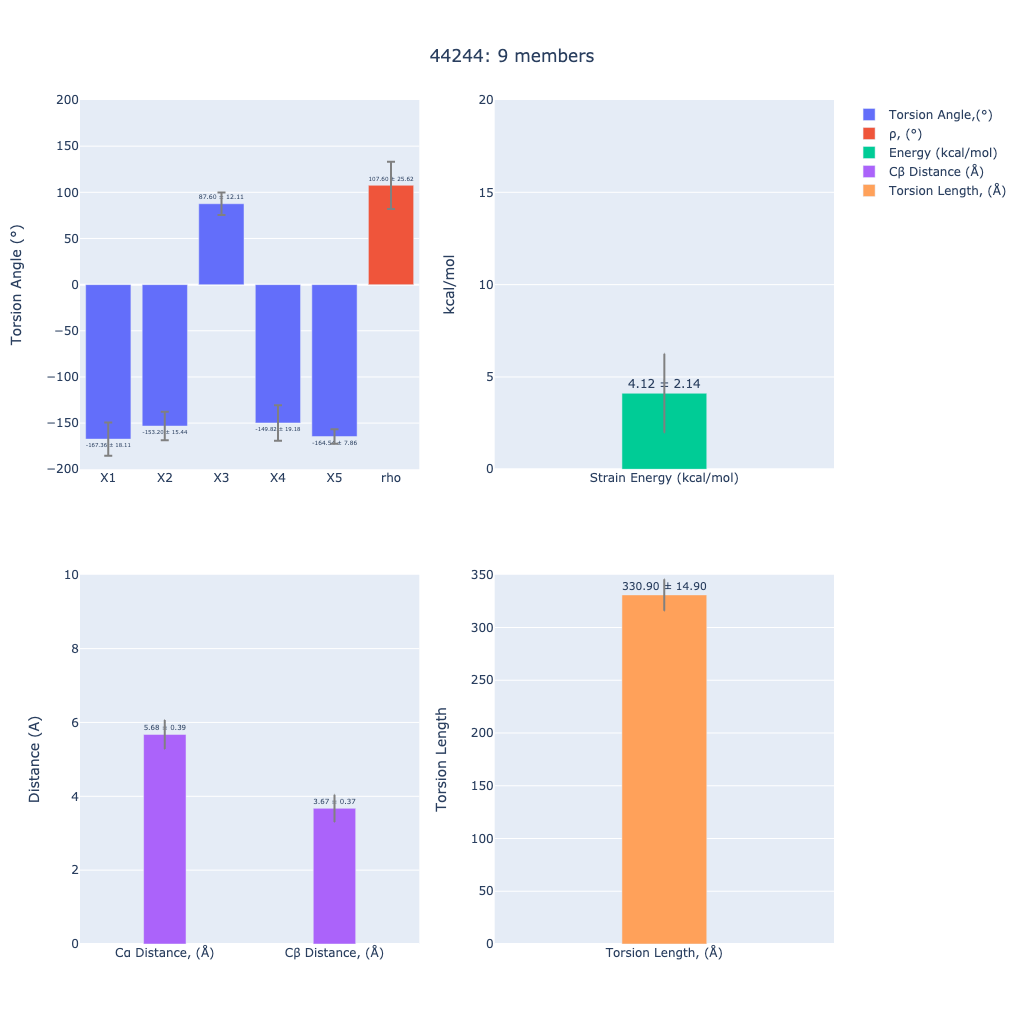 44244: 9 members
Torsion Angle (°)
200
150
100
50
0
−50
−100
−150
−200
-167.36 ± 18.11
-153.20 ± 15.44
87.60 ± 12.11
-149.82 ± 19.18
± 7.86
107.60 ± 25.62
X1
X2
X3
X4
X5
rho
kcal/mol
20
15
10
5
0
4.12 ± 2.14
Strain Energy (kcal/mol)
Torsion Angle,(°)
ρ, (°)
Energy (kcal/mol)
Cβ Distance (Å)
Torsion Length, (Å)
Distance (A)
10
8
6
4
2
0
5.68 ± 0.39
3.67 ± 0.37
Cα Distance, (Å)
Cβ Distance, (Å)
Torsion Length
350
300
250
200
150
100
50
0
330.90 ± 14.90
Torsion Length, (Å)